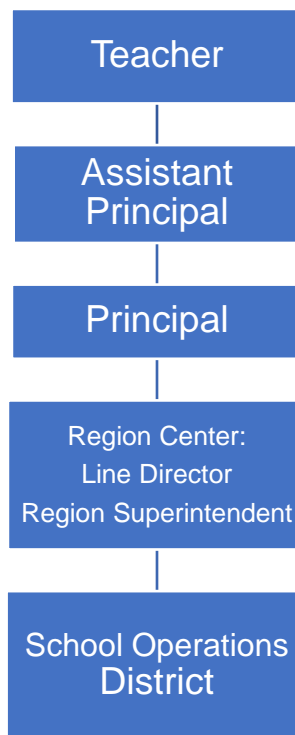 Teacher
Assistant
Principal
Principal
Region Center:
Line Director
Region Superintendent
School Operations
District